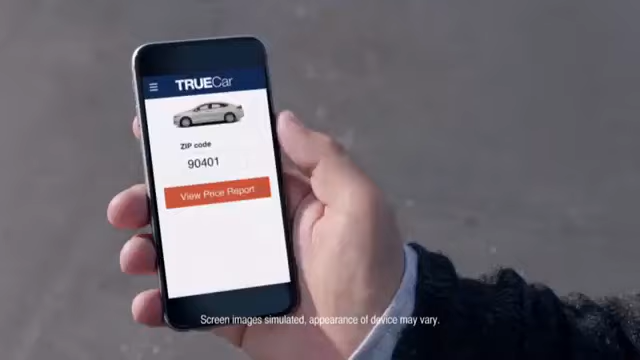 TRUECar
ZIP code
90401
View Price Report
Screen images simulated, appearance of device may vary.